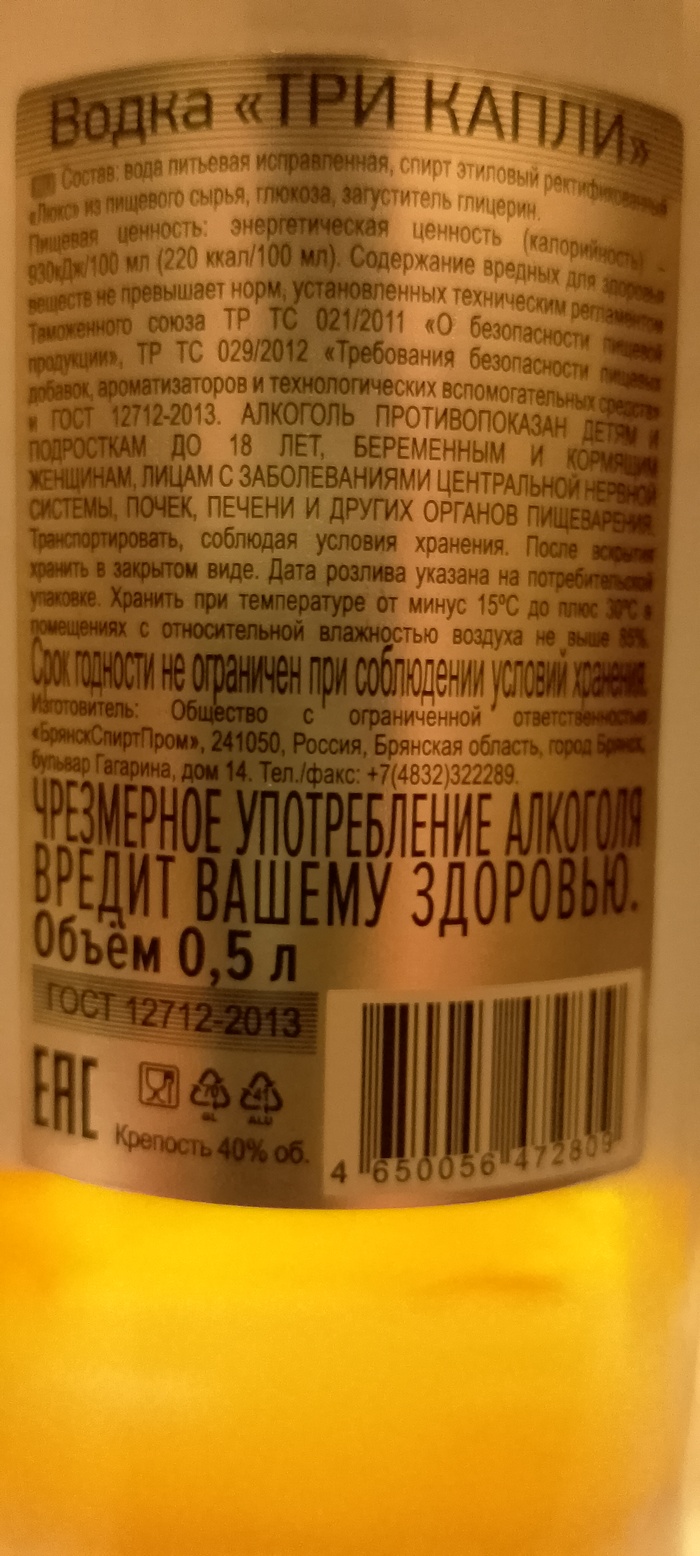 Водка «ТРИ КАПЛИ»
Состав: вода питьевая исправленная, спирт этиловый ректификованный
«Люкс» из пищевого сырья, глюкоза, загуститель глицерин.
Пищевая ценность: энергетическая ценность (калорийность) -
930кДж/100 мл (220 ккал/100 мл). Содержание вредных для здоровья
веществ не превышает норм, установленных техническим регламентом
Таможенного союза ТР ТС 021/2011 «О безопасности пищевой
продукции», ТР ТС 029/2012 «Требования безопасности пищевых
добавок, ароматизаторов и технологических вспомогательных средств»
и ГОСТ 12712-2013. АЛКОГОЛЬ ПРОТИВОПОКАЗАН ДЕТЯМ И
ПОДРОСТКАМ ДО 18 ЛЕТ, БЕРЕМЕННЫМ И КОРМЯЩИМ
ЖЕНЩИНАМ, ЛИЦАМ С ЗАБОЛЕВАНИЯМИ ЦЕНТРАЛЬНОЙ НЕРВНОЙ
СИСТЕМЫ, ПОЧЕК, ПЕЧЕНИ И ДРУГИХ ОРГАНОВ ПИЩЕВАРЕНИЯ.
Транспортировать, соблюдая условия хранения. После вскрытия
хранить в закрытом виде. Дата розлива указана на потребительской
упаковке. Хранить при температуре от минус 15°С до плюс 30°С в
помещениях с относительной влажностью воздуха не выше 85%.
Срок годности не ограничен при соблюдении условий хранения.
Изготовитель: Общество с ограниченной ответственностью
«БрянскСпиртПром», 241050, Россия, Брянская область, город Брянск,
бульвар Гагарина, дом 14. Тел./факс: +7(4832)322289.
ЧРЕЗМЕРНОЕ УПОТРЕБЛЕНИЕ АЛКОГОЛЯ
ВРЕДИТ ВАШЕМУ ЗДОРОВЬЮ.
Объём 0,5 л
ГОСТ 12712-2013
EAC
70 41
GL ALU
Крепость 40% об.
4 650056 472809